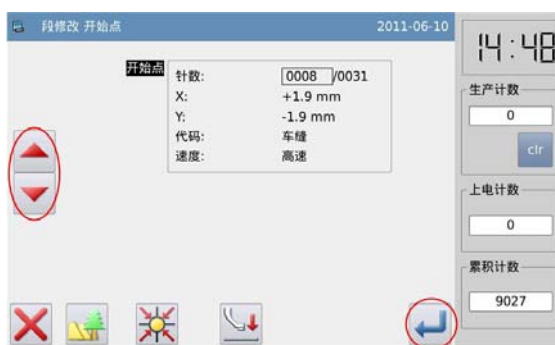 段修改 开始点 2011-06-10
14:48
开始点
针数: 0008 /0031
X: +1.9 mm
Y: -1.9 mm
代码: 车缝
速度: 高速
生产计数
0
clr
上电计数
0
累积计数
9027